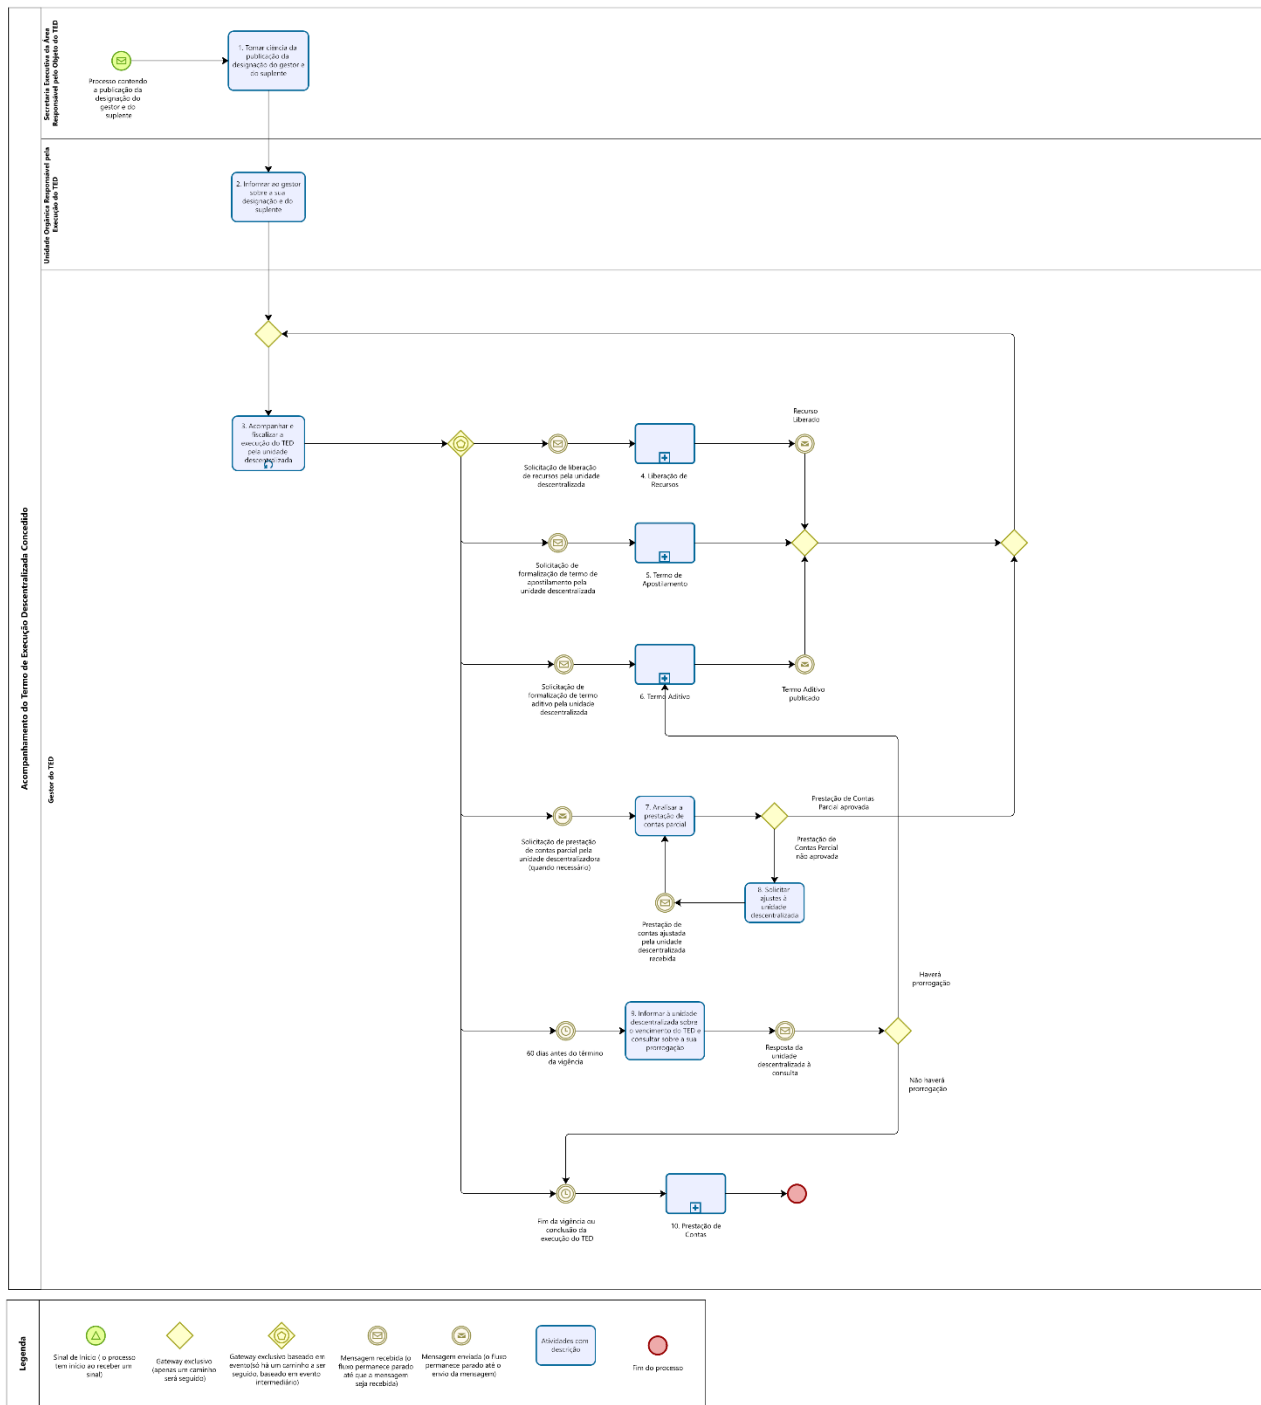 Acompanhamento do Termo de Execução Descentralizada Concedido
Secretaria Executiva da Área
Responsável pelo Objeto do TED
Processo contendo
a publicação da
designação do
gestor e do
suplente
1. Tomar ciência da
publicação da
designação do gestor e
do suplente
Unidade Orgânica Responsável pela
Execução do TED
2. Informar ao gestor
sobre a sua
designação e do
suplente
Gestor do TED
3. Acompanhar e
fiscalizar a
execução do TED
pela unidade
descentralizada
Solicitação de liberação
de recursos pela unidade
descentralizada
4. Liberação de
Recursos
Recurso
Liberado
Solicitação de
formalização de termo de
apostilamento pela
unidade descentralizada
5. Termo de
Apostilamento
Solicitação de
formalização de termo
aditivo pela unidade
descentralizada
6. Termo Aditivo
Termo Aditivo
publicado
Solicitação de prestação
de contas parcial pela
unidade descentralizadora
(quando necessário)
7. Analisar a
prestação de
contas parcial
Prestação de Contas
Parcial aprovada
Prestação de
Contas Parcial
não aprovada
8. Solicitar
ajustes à
unidade
descentralizada
Prestação de
contas ajustada
pela unidade
descentralizada
recebida
60 dias antes do término
da vigência
9. Informar à unidade
descentralizada sobre
o vencimento do TED e
consultar sobre a sua
prorrogação
Resposta da
unidade
descentralizada à
consulta
Haverá
prorrogação
Não haverá
prorrogação
Fim da vigência ou
conclusão da
execução do TED
10. Prestação de
Contas
Legenda
Sinal de Início ( o processo
tem início ao receber um
sinal)
Gateway exclusivo
(apenas um caminho
será seguido)
Gateway exclusivo baseado em
evento(só há um caminho a ser
seguido, baseado em evento
intermediário)
Mensagem recebida (o
fluxo permanece parado
até que a mensagem
seja recebida)
Mensagem enviada (o fluxo
permanece parado até o
envio da mensagem)
Atividades com
descrição
Fim do processo